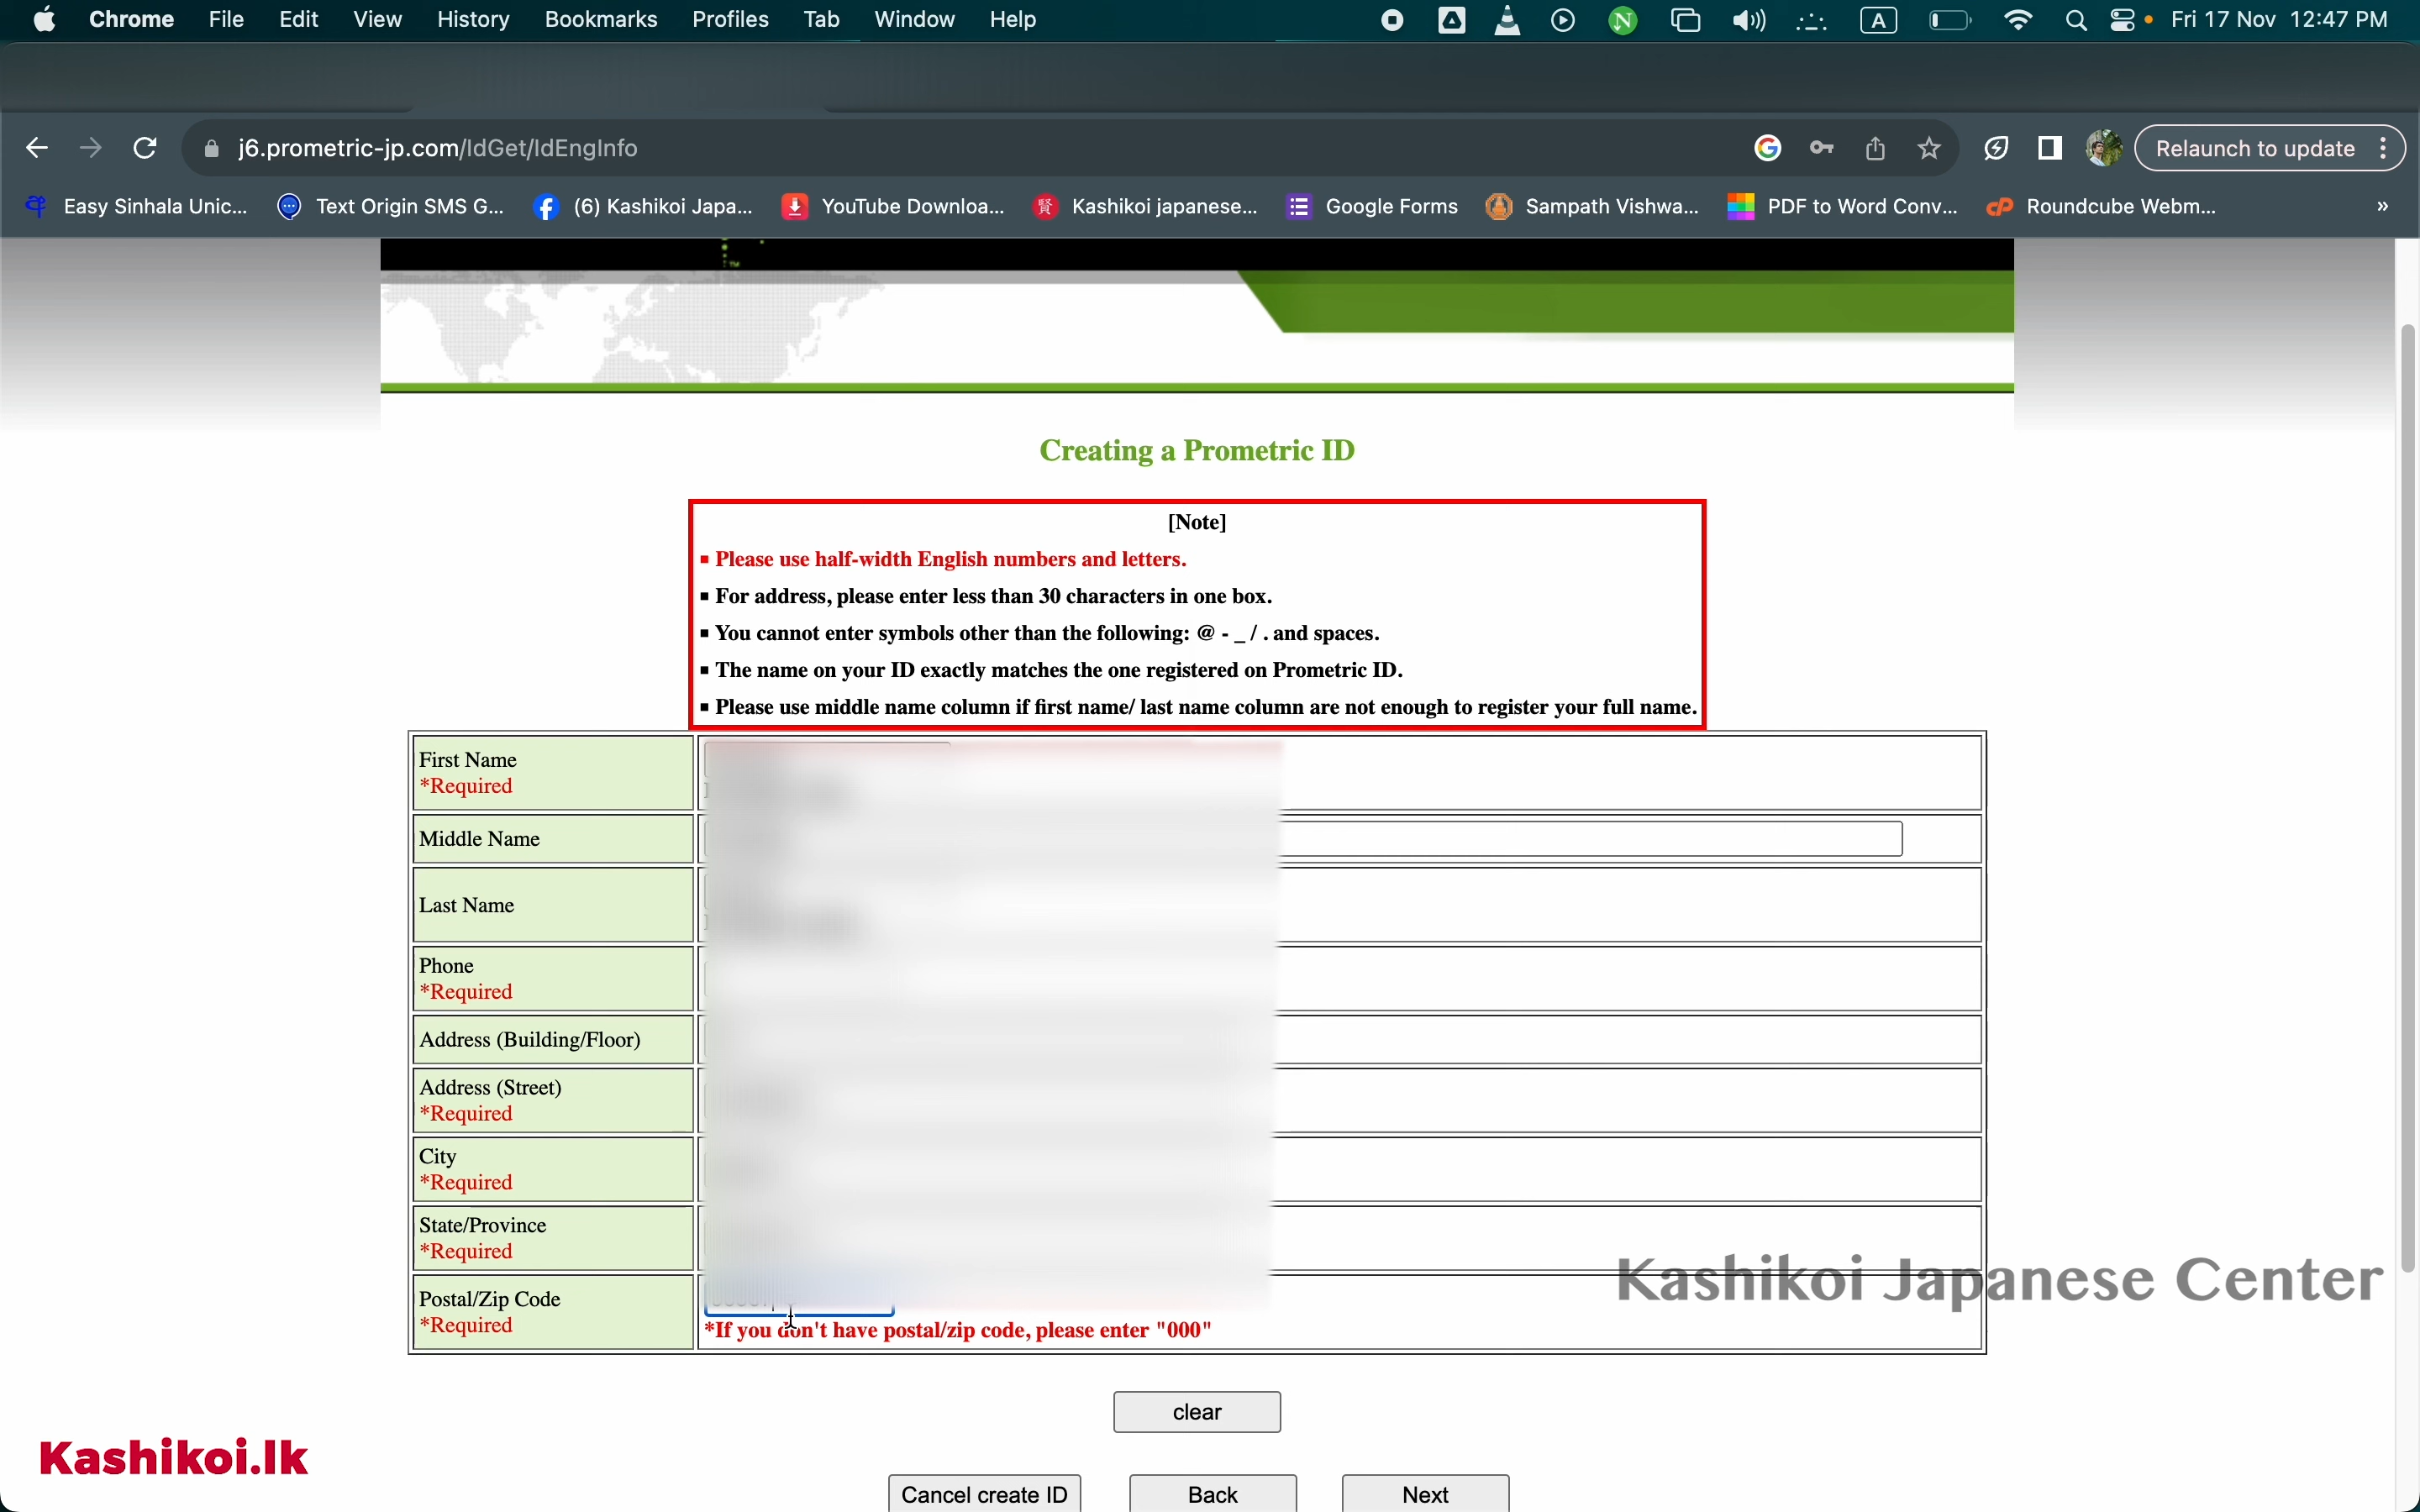 Chrome File Edit View History Bookmarks Profiles Tab Window Help A Fri 17 Nov 12:47 PM
j6.prometric-jp.com/IdGet/IdEngInfo Relaunch to update
Easy Sinhala Unic... Text Origin SMS G... (6) Kashikoi Japa... YouTube Downloa... 賢 Kashikoi japanese... Google Forms Sampath Vishwa... PDF to Word Conv... Roundcube Webm... »
Creating a Prometric ID
[Note]
▪ Please use half-width English numbers and letters.
▪ For address, please enter less than 30 characters in one box.
▪ You cannot enter symbols other than the following: @ - _ / . and spaces.
▪ The name on your ID exactly matches the one registered on Prometric ID.
▪ Please use middle name column if first name/ last name column are not enough to register your full name.
First Name
*Required
Middle Name
Last Name
Phone
*Required
Address (Building/Floor)
Address (Street)
*Required
City
*Required
State/Province
*Required
Postal/Zip Code
*Required
*If you don't have postal/zip code, please enter "000"
Kashikoi Japanese Center
clear
Kashikoi.lk
Cancel create ID Back Next